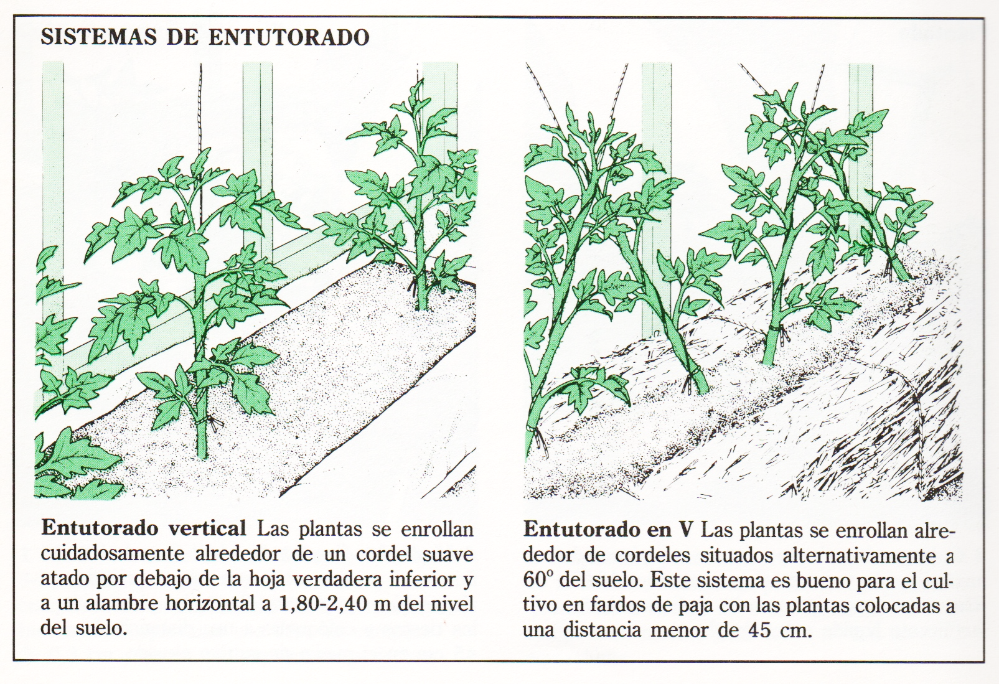 SISTEMAS DE ENTUTORADO
Entutorado vertical Las plantas se enrollan
cuidadosamente alrededor de un cordel suave
atado por debajo de la hoja verdadera inferior y
a un alambre horizontal a 1,80-2,40 m del nivel
del suelo.
Entutorado en V Las plantas se enrollan alre-
dedor de cordeles situados alternativamente a
60º del suelo. Este sistema es bueno para el cul-
tivo en fardos de paja con las plantas colocadas a
una distancia menor de 45 cm.